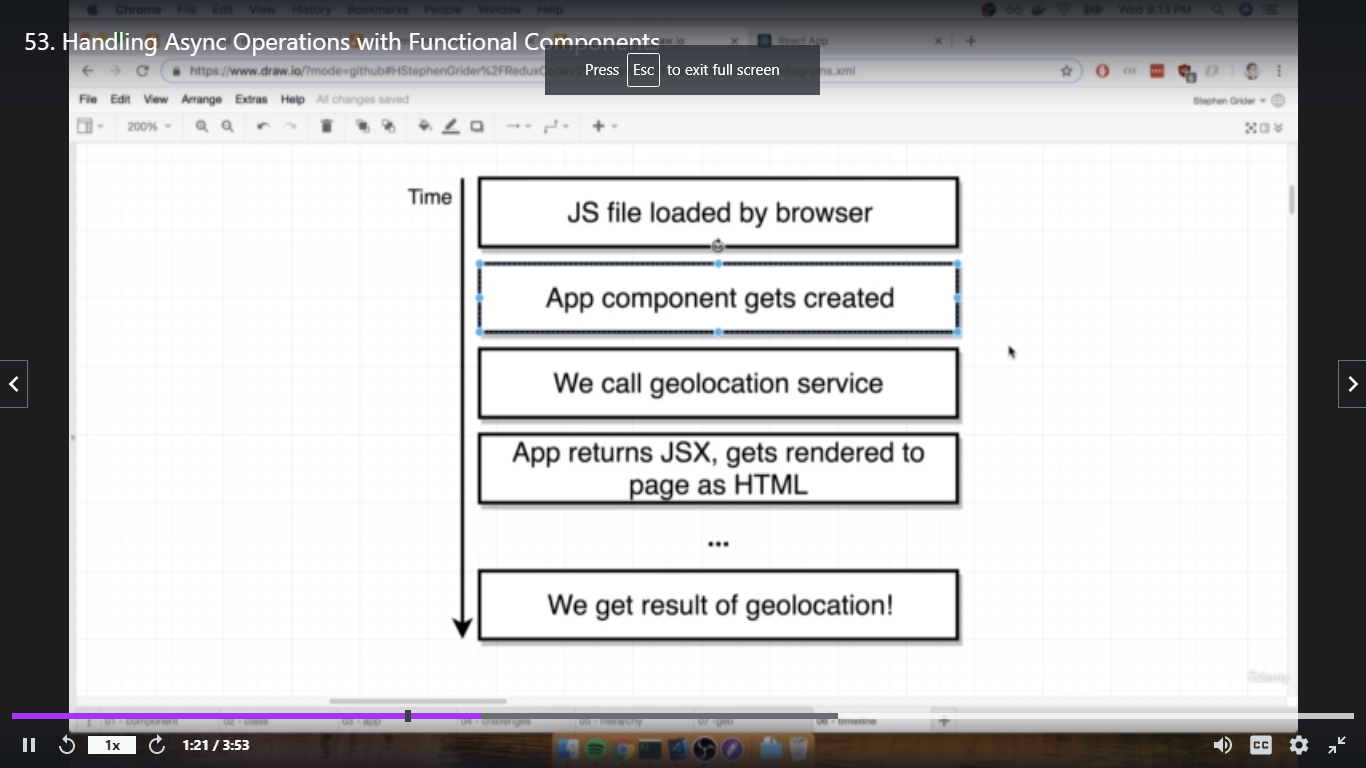 Chrome File Edit View History Bookmarks People Window Help Wed 9:13 PM
53. Handling Async Operations with Functional Components
React App
Press Esc to exit full screen
https://www.draw.io/?mode=github#HStephenGrider%2FReduxCode
diagrams.xml
File Edit View Arrange Extras Help All changes saved
Stephen Grider
200%
Time
JS file loaded by browser
App component gets created
We call geolocation service
App returns JSX, gets rendered to
page as HTML
...
We get result of geolocation!
Udemy
01 - component 02 - class 03 - app 04 - challenges 05 - hierarchy 07 -geo 08 - timeline
1x 1:21 / 3:53 CC